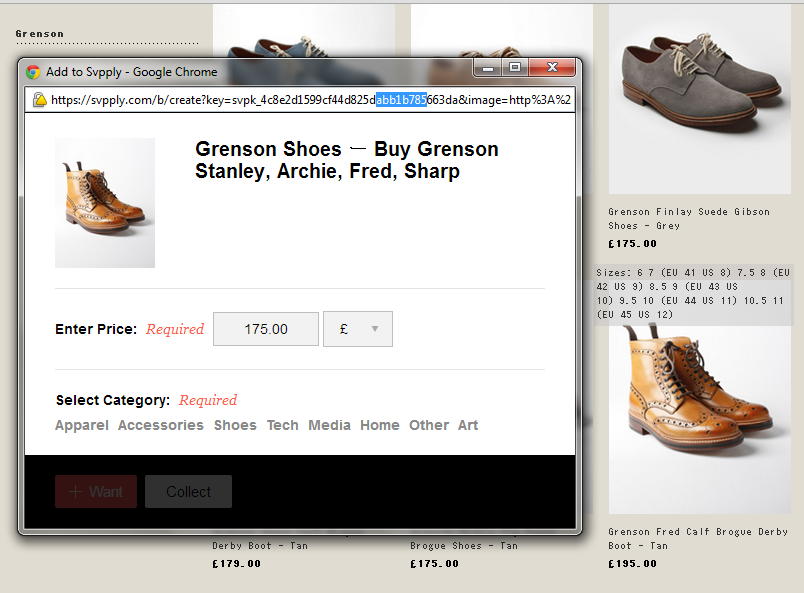 Grenson
Add to Svpply - Google Chrome
https://svpply.com/b/create?key=svpk_4c8e2d1599cf44d825dabb1b785663da&image=http%3A%2
Grenson Shoes — Buy Grenson
Stanley, Archie, Fred, Sharp
Enter Price: Required 175.00 £
Select Category: Required
Apparel Accessories Shoes Tech Media Home Other Art
+ Want Collect
Derby Boot - Tan
£179.00
Brogue Shoes - Tan
£175.00
Grenson Finlay Suede Gibson
Shoes - Grey
£175.00
Sizes: 6 7 (EU 41 US 8) 7.5 8 (EU
42 US 9) 8.5 9 (EU 43 US
10) 9.5 10 (EU 44 US 11) 10.5 11
(EU 45 US 12)
Grenson Fred Calf Brogue Derby
Boot - Tan
£195.00